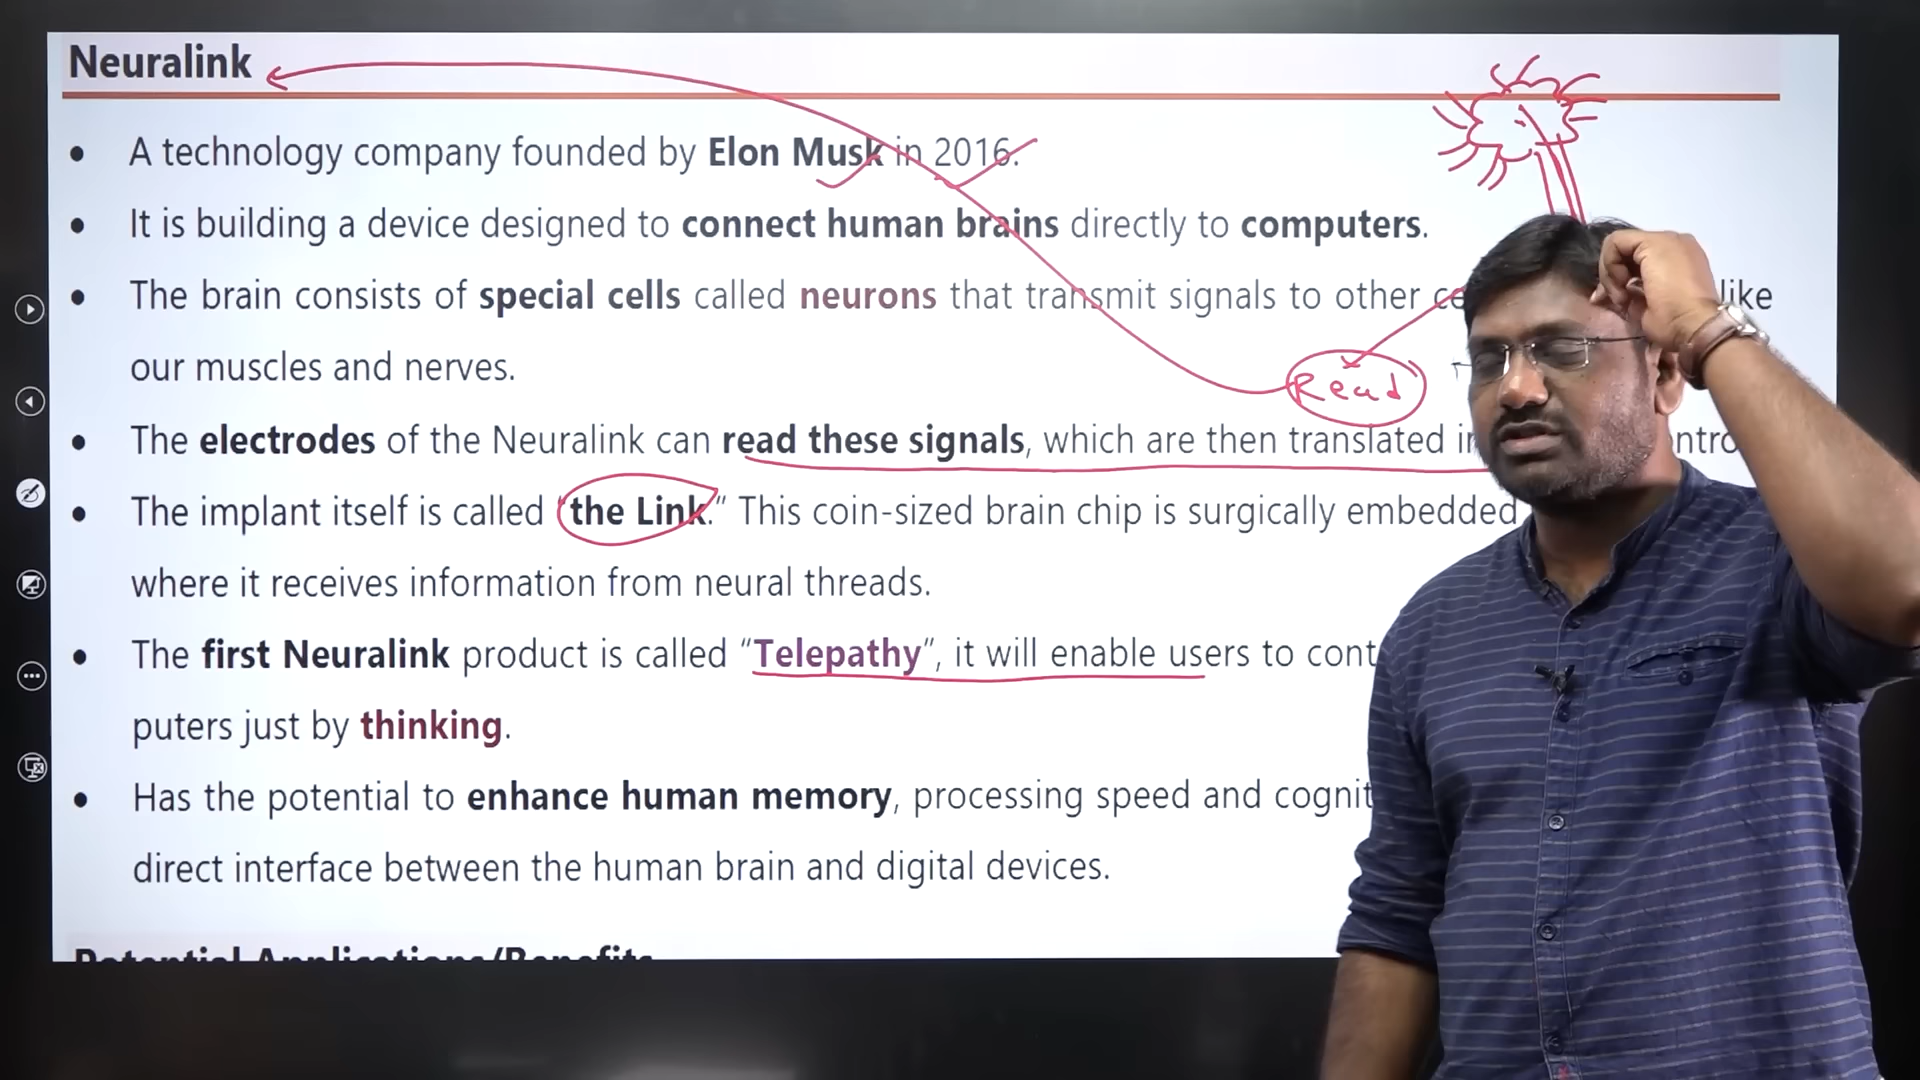 Neuralink
• A technology company founded by Elon Musk in 2016.
• It is building a device designed to connect human brains directly to computers.
• The brain consists of special cells called neurons that transmit signals to other like
our muscles and nerves.
Read
• The electrodes of the Neuralink can read these signals, which are then translated
• The implant itself is called “the Link.” This coin-sized brain chip is surgically embedded
where it receives information from neural threads.
• The first Neuralink product is called “Telepathy”, it will enable users to
puters just by thinking.
• Has the potential to enhance human memory, processing speed and
direct interface between the human brain and digital devices.
Potential Applications/Benefits